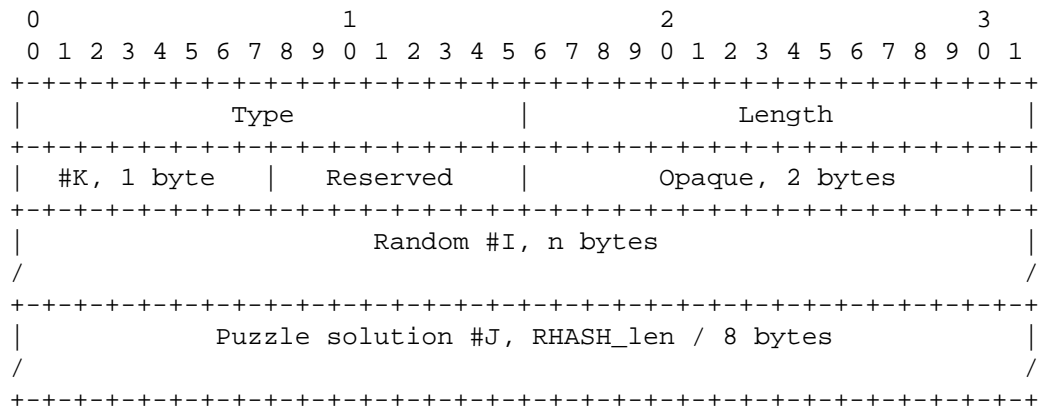 0                   1                   2                   3
 0 1 2 3 4 5 6 7 8 9 0 1 2 3 4 5 6 7 8 9 0 1 2 3 4 5 6 7 8 9 0 1
+-+-+-+-+-+-+-+-+-+-+-+-+-+-+-+-+-+-+-+-+-+-+-+-+-+-+-+-+-+-+-+-+
|             Type              |             Length            |
+-+-+-+-+-+-+-+-+-+-+-+-+-+-+-+-+-+-+-+-+-+-+-+-+-+-+-+-+-+-+-+-+
|  #K, 1 byte   |   Reserved    |        Opaque, 2 bytes        |
+-+-+-+-+-+-+-+-+-+-+-+-+-+-+-+-+-+-+-+-+-+-+-+-+-+-+-+-+-+-+-+-+
|                      Random #I, n bytes                       |
/                                                               /
+-+-+-+-+-+-+-+-+-+-+-+-+-+-+-+-+-+-+-+-+-+-+-+-+-+-+-+-+-+-+-+-+
|            Puzzle solution #J, RHASH_len / 8 bytes            |
/                                                               /
+-+-+-+-+-+-+-+-+-+-+-+-+-+-+-+-+-+-+-+-+-+-+-+-+-+-+-+-+-+-+-+-+